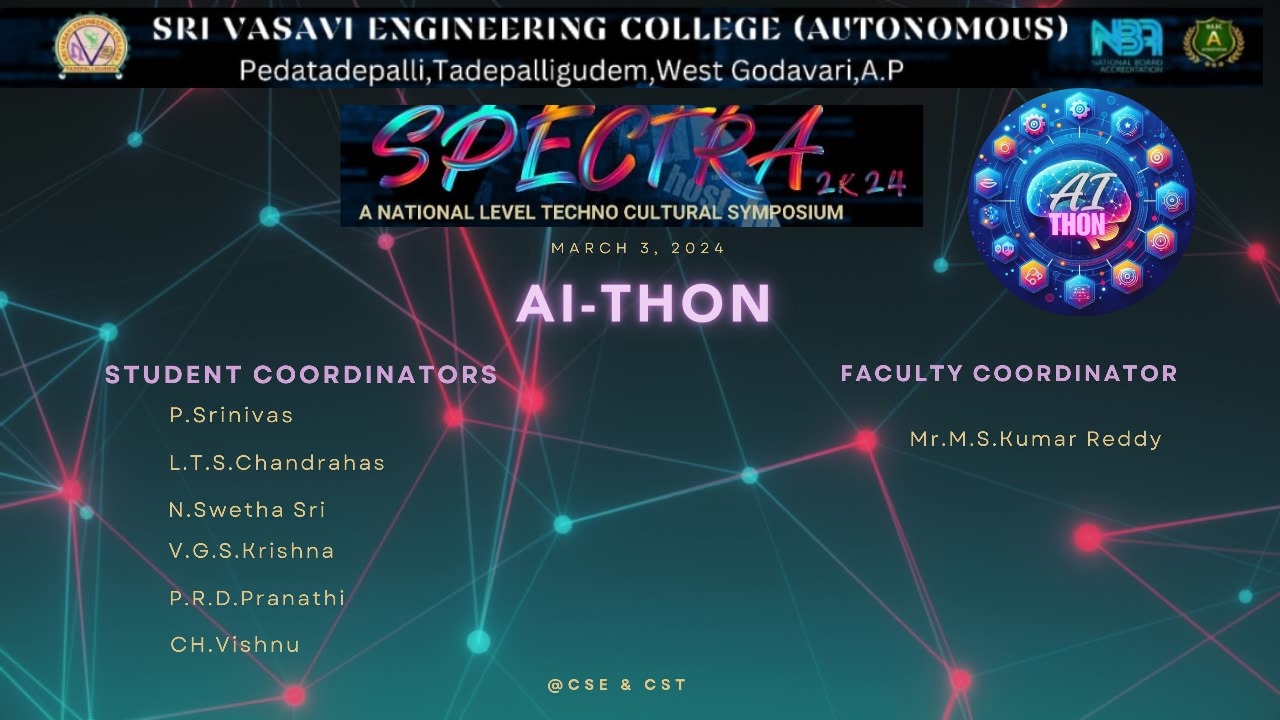 SRI VASAVI ENGINEERING COLLEGE (AUTONOMOUS)
Pedatadepalli,Tadepalligudem,West Godavari,A.P
NBA
NATIONAL BOARD
ACCREDITATION
NAAC
A
SPECTRA
2K24
A NATIONAL LEVEL TECHNO CULTURAL SYMPOSIUM
MARCH 3, 2024
AI
THON
AI-THON
STUDENT COORDINATORS
P.Srinivas
L.T.S.Chandrahas
N.Swetha Sri
V.G.S.Krishna
P.R.D.Pranathi
CH.Vishnu
FACULTY COORDINATOR
Mr.M.S.Kumar Reddy
@CSE & CST